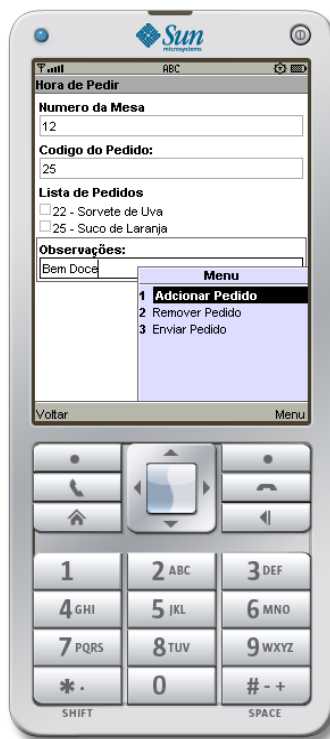 Sun
microsystems
ABC
Hora de Pedir
Numero da Mesa
12
Codigo do Pedido:
25
Lista de Pedidos
22 - Sorvete de Uva
25 - Suco de Laranja
Observações:
Bem Doce
Menu
1 Adcionar Pedido
2 Remover Pedido
3 Enviar Pedido
Voltar Menu
1 2 ABC 3 DEF
4 GHI 5 JKL 6 MNO
7 PQRS 8 TUV 9 WXYZ
* . 0 # - +
SHIFT SPACE